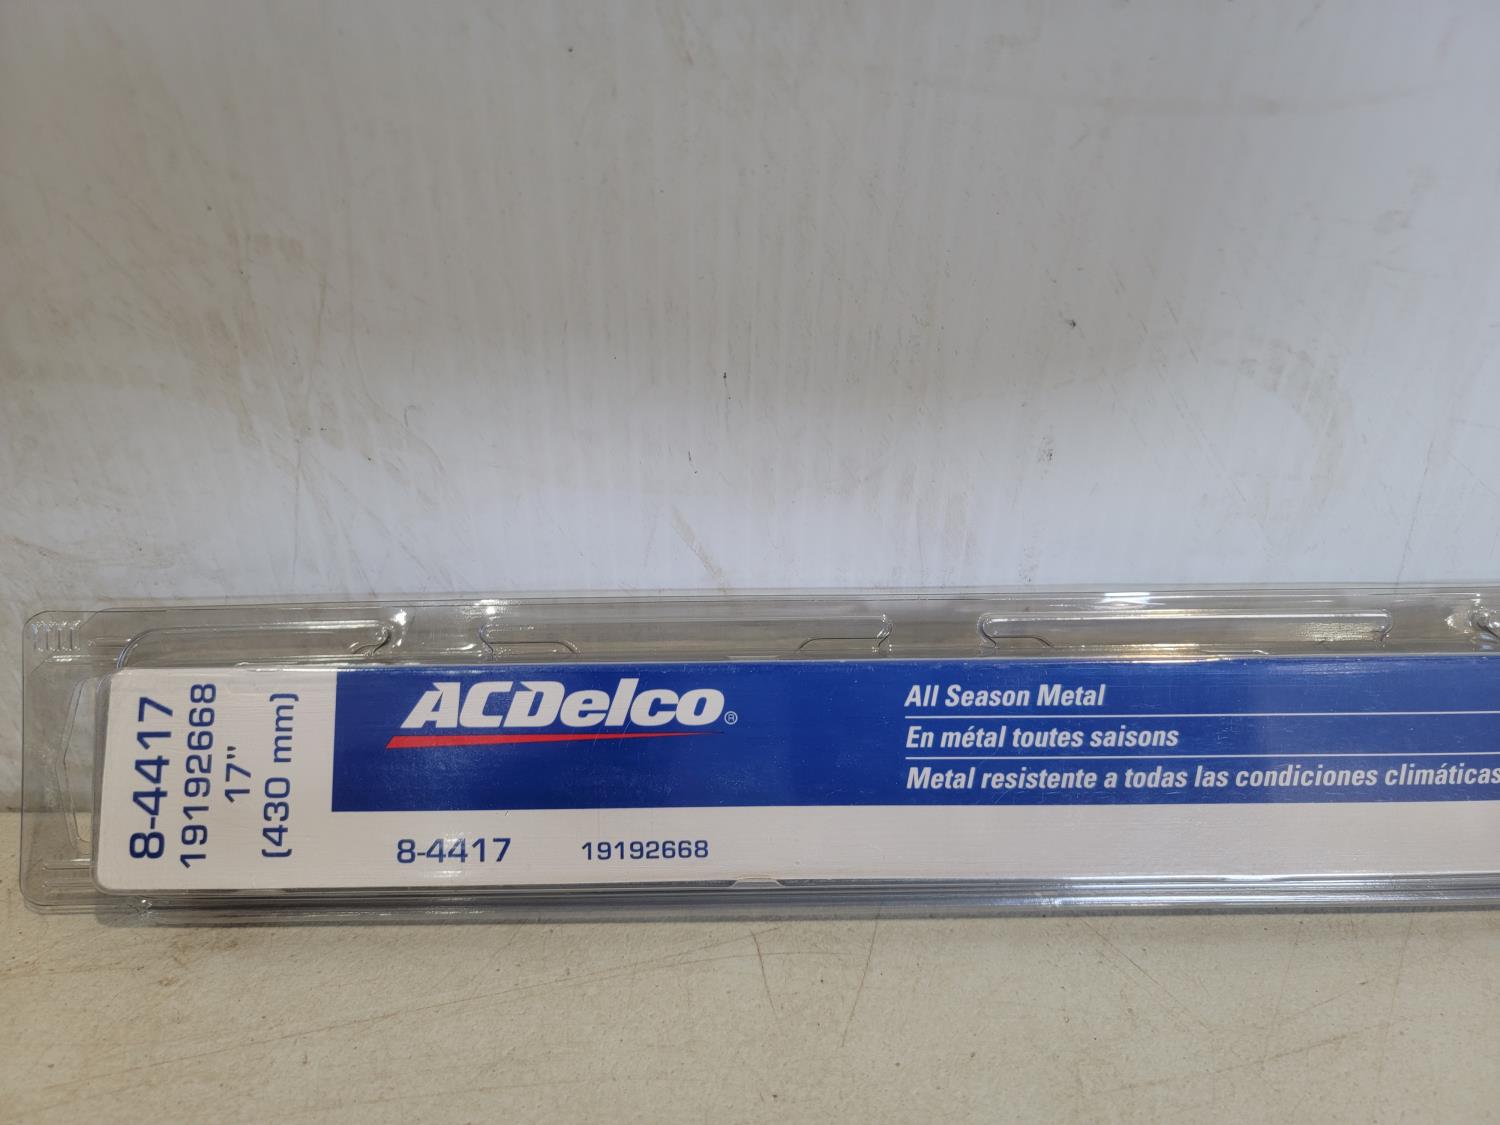 8-4417
19192668
17"
(430 mm)
ACDelco®
All Season Metal
En métal toutes saisons
Metal resistente a todas las condiciones climáticas
8-4417 19192668